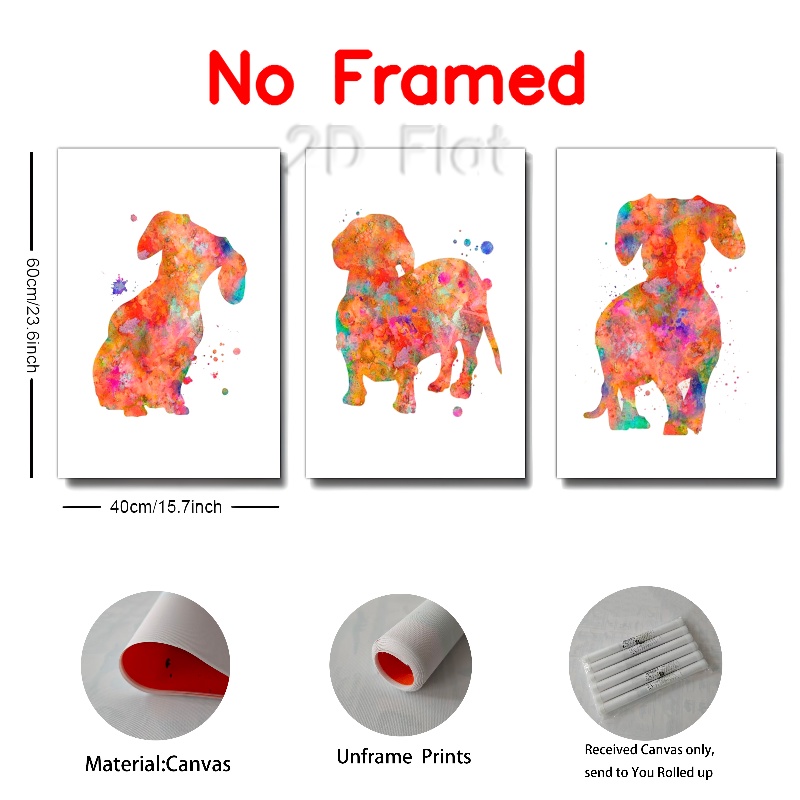 No Framed
2D Flat
60cm/23.6inch
40cm/15.7inch
Material:Canvas
Unframe Prints
Received Canvas only,
send to You Rolled up